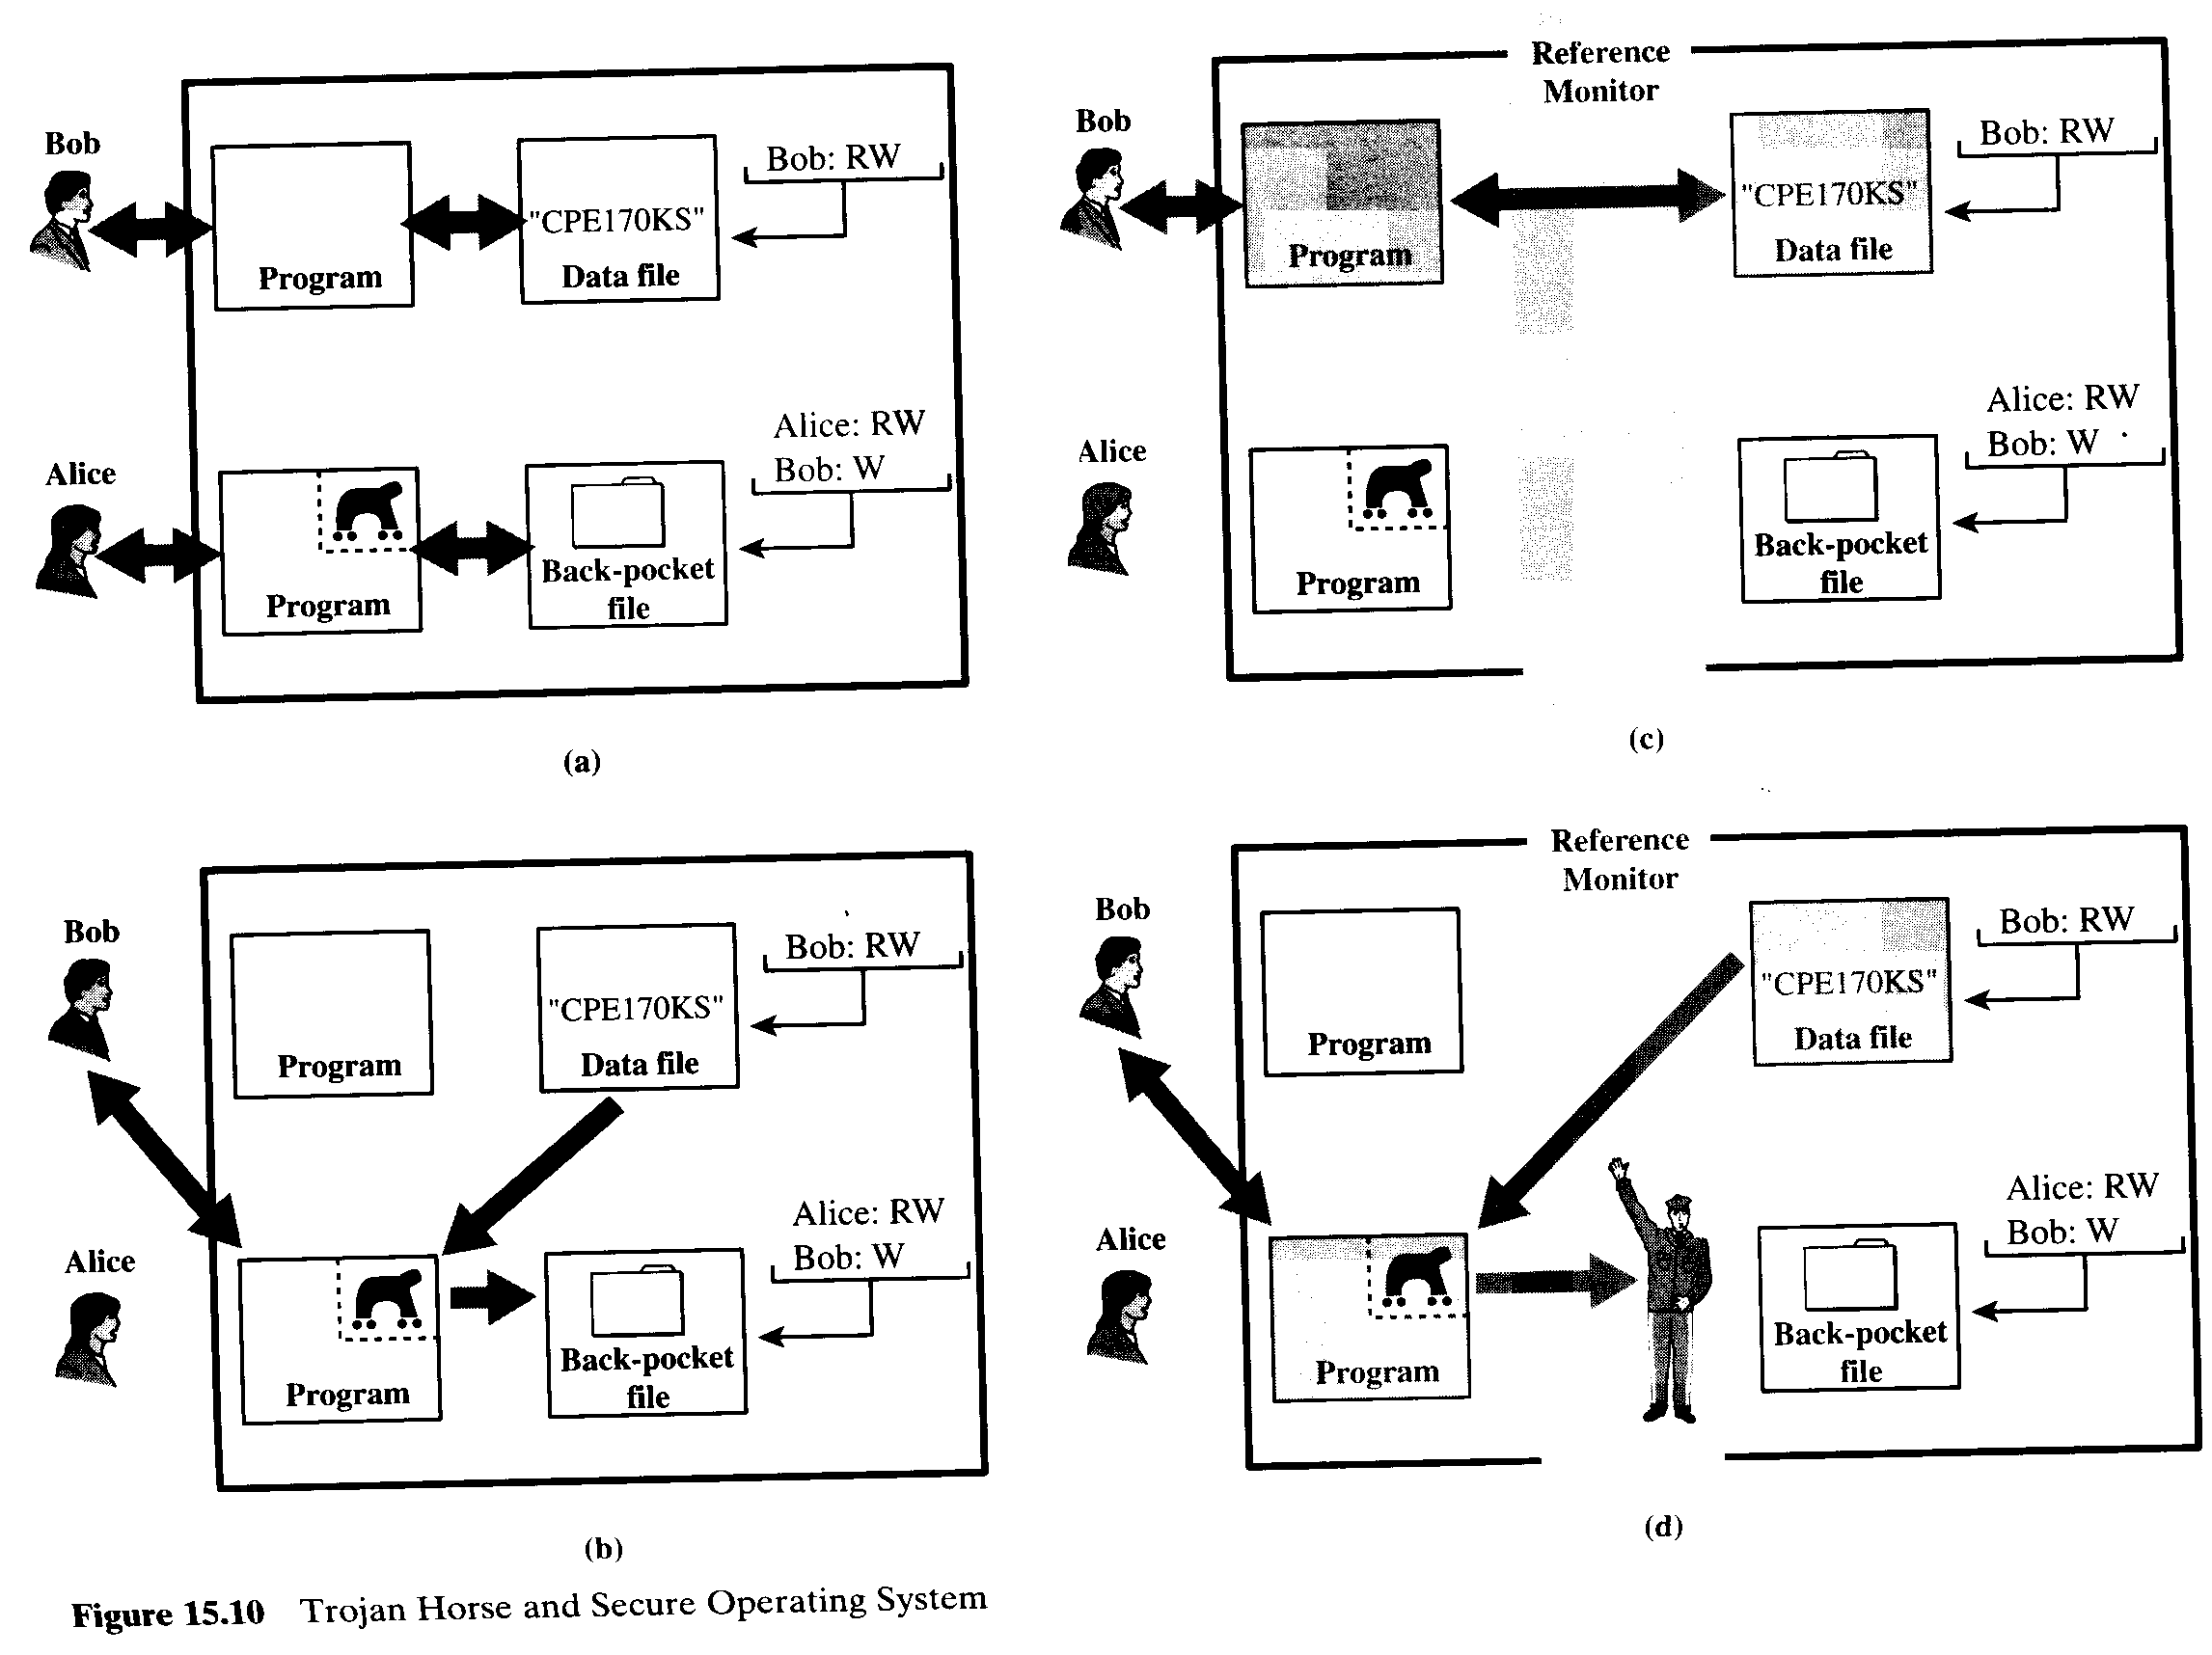 Bob
Program
"CPE170KS"
Data file
Bob: RW
Alice
Program
Back-pocket
file
Alice: RW
Bob: W
(a)
Reference
Monitor
Bob
Program
"CPE170KS"
Data file
Bob: RW
Alice
Program
Back-pocket
file
Alice: RW
Bob: W
(c)
Bob
Program
"CPE170KS"
Data file
Bob: RW
Alice
Program
Back-pocket
file
Alice: RW
Bob: W
(b)
Reference
Monitor
Bob
Program
"CPE170KS"
Data file
Bob: RW
Alice
Program
Back-pocket
file
Alice: RW
Bob: W
(d)
Figure 15.10 Trojan Horse and Secure Operating System